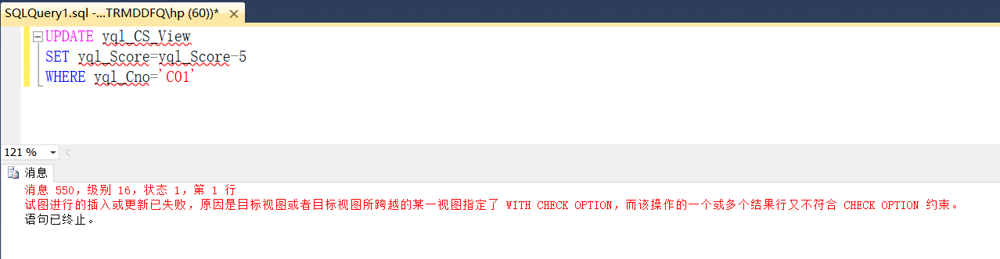 SQLQuery1.sql -...TRMDDFQ\hp (60))* ×
UPDATE yql_CS_View
SET yql_Score=yql_Score-5
WHERE yql_Cno='C01'
121 %
消息
消息 550，级别 16，状态 1，第 1 行
试图进行的插入或更新已失败，原因是目标视图或者目标视图所跨越的某一视图指定了 WITH CHECK OPTION，而该操作的一个或多个结果行又不符合 CHECK OPTION 约束。
语句已终止。